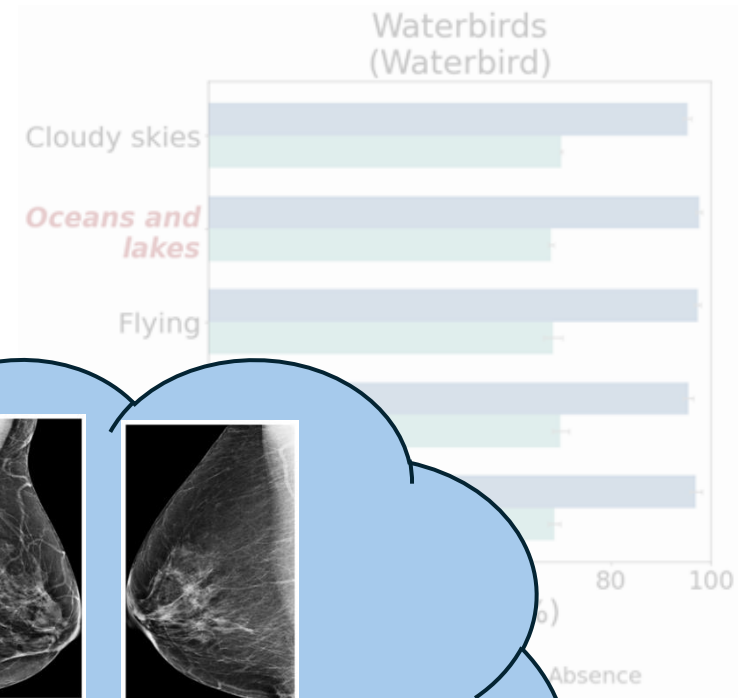 Waterbirds
(Waterbird)
Cloudy skies
Oceans and
lakes
Flying
80 100
%)
Absence